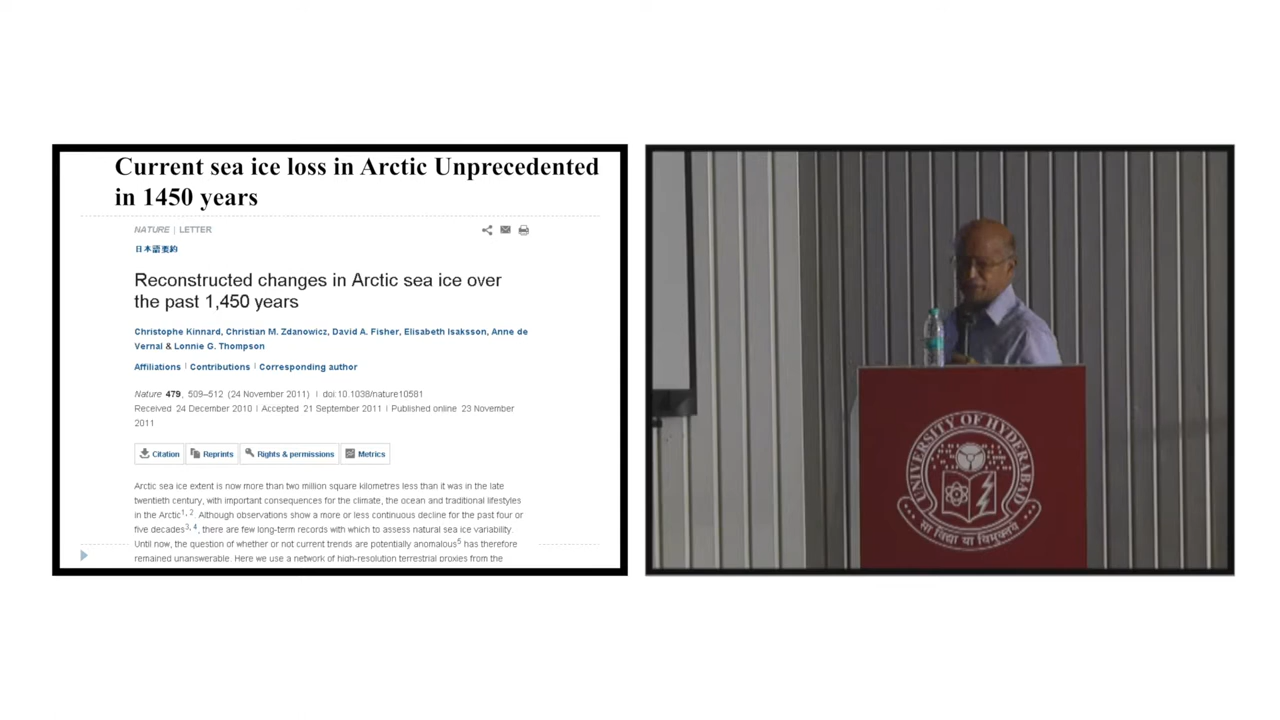 Current sea ice loss in Arctic Unprecedented
in 1450 years
NATURE | LETTER
日本語要約
Reconstructed changes in Arctic sea ice over
the past 1,450 years
Christophe Kinnard, Christian M. Zdanowicz, David A. Fisher, Elisabeth Isaksson, Anne de
Vernal & Lonnie G. Thompson
Affiliations | Contributions | Corresponding author
Nature 479, 509–512 (24 November 2011) | doi:10.1038/nature10581
Received 24 December 2010 | Accepted 21 September 2011 | Published online 23 November
2011
Citation Reprints Rights & permissions Metrics
Arctic sea ice extent is now more than two million square kilometres less than it was in the late
twentieth century, with important consequences for the climate, the ocean and traditional lifestyles
in the Arctic1, 2. Although observations show a more or less continuous decline for the past four or
five decades3, 4, there are few long-term records with which to assess natural sea ice variability.
Until now, the question of whether or not current trends are potentially anomalous5 has therefore
remained unanswerable. Here we use a network of high-resolution terrestrial proxies from the
UNIVERSITY OF HYDERABAD
सा विद्या या विमुक्तये